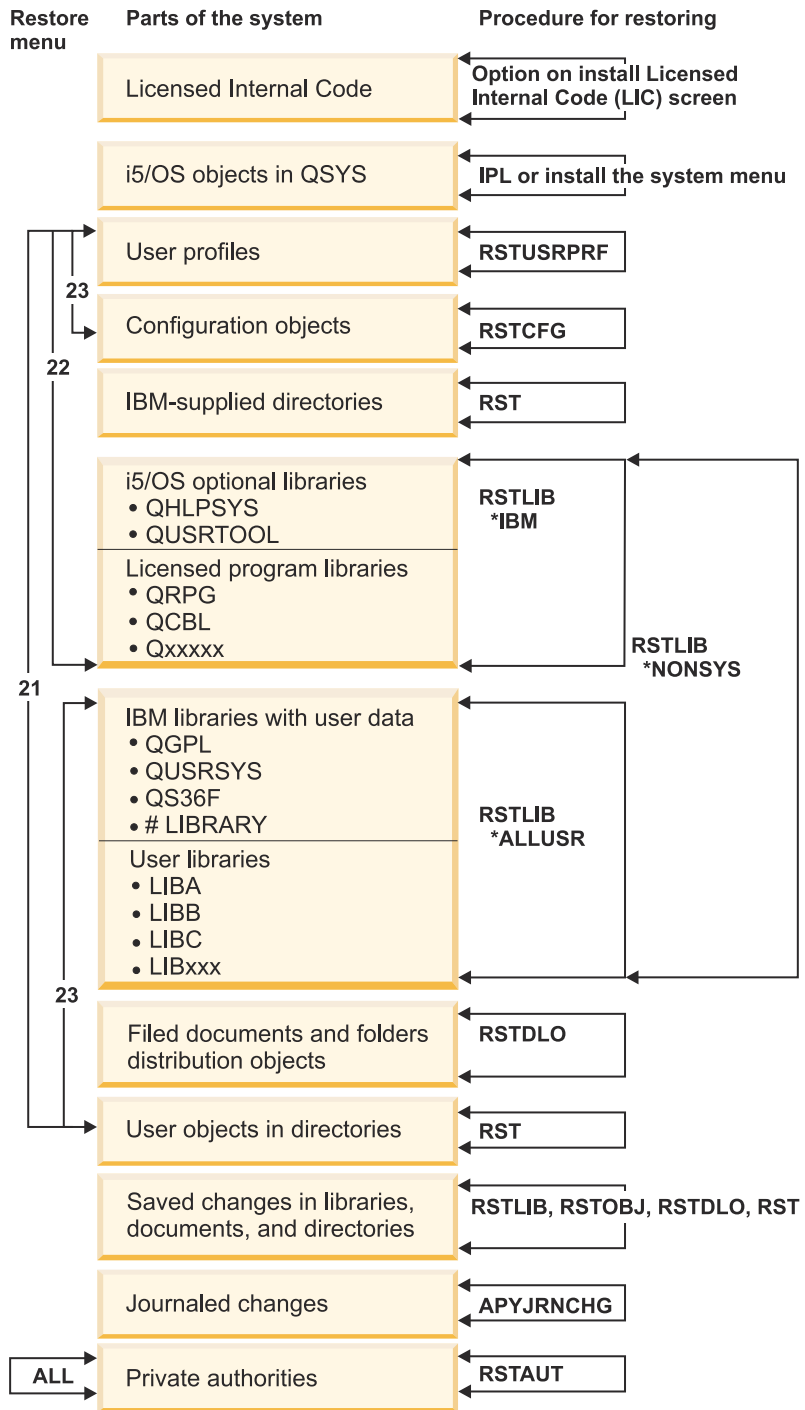 Restore menu
Parts of the system
Procedure for restoring
Licensed Internal Code
Option on install Licensed
Internal Code (LIC) screen
i5/OS objects in QSYS
IPL or install the system menu
User profiles
RSTUSRPRF
23
Configuration objects
RSTCFG
22
IBM-supplied directories
RST
i5/OS optional libraries
• QHLPSYS
• QUSRTOOL
RSTLIB
*IBM
Licensed program libraries
• QRPG
• QCBL
• Qxxxxx
RSTLIB
*NONSYS
21
IBM libraries with user data
• QGPL
• QUSRSYS
• QS36F
• # LIBRARY
RSTLIB
*ALLUSR
User libraries
• LIBA
• LIBB
• LIBC
• LIBxxx
23
Filed documents and folders
distribution objects
RSTDLO
User objects in directories
RST
Saved changes in libraries,
documents, and directories
RSTLIB, RSTOBJ, RSTDLO, RST
Journaled changes
APYJRNCHG
ALL
Private authorities
RSTAUT